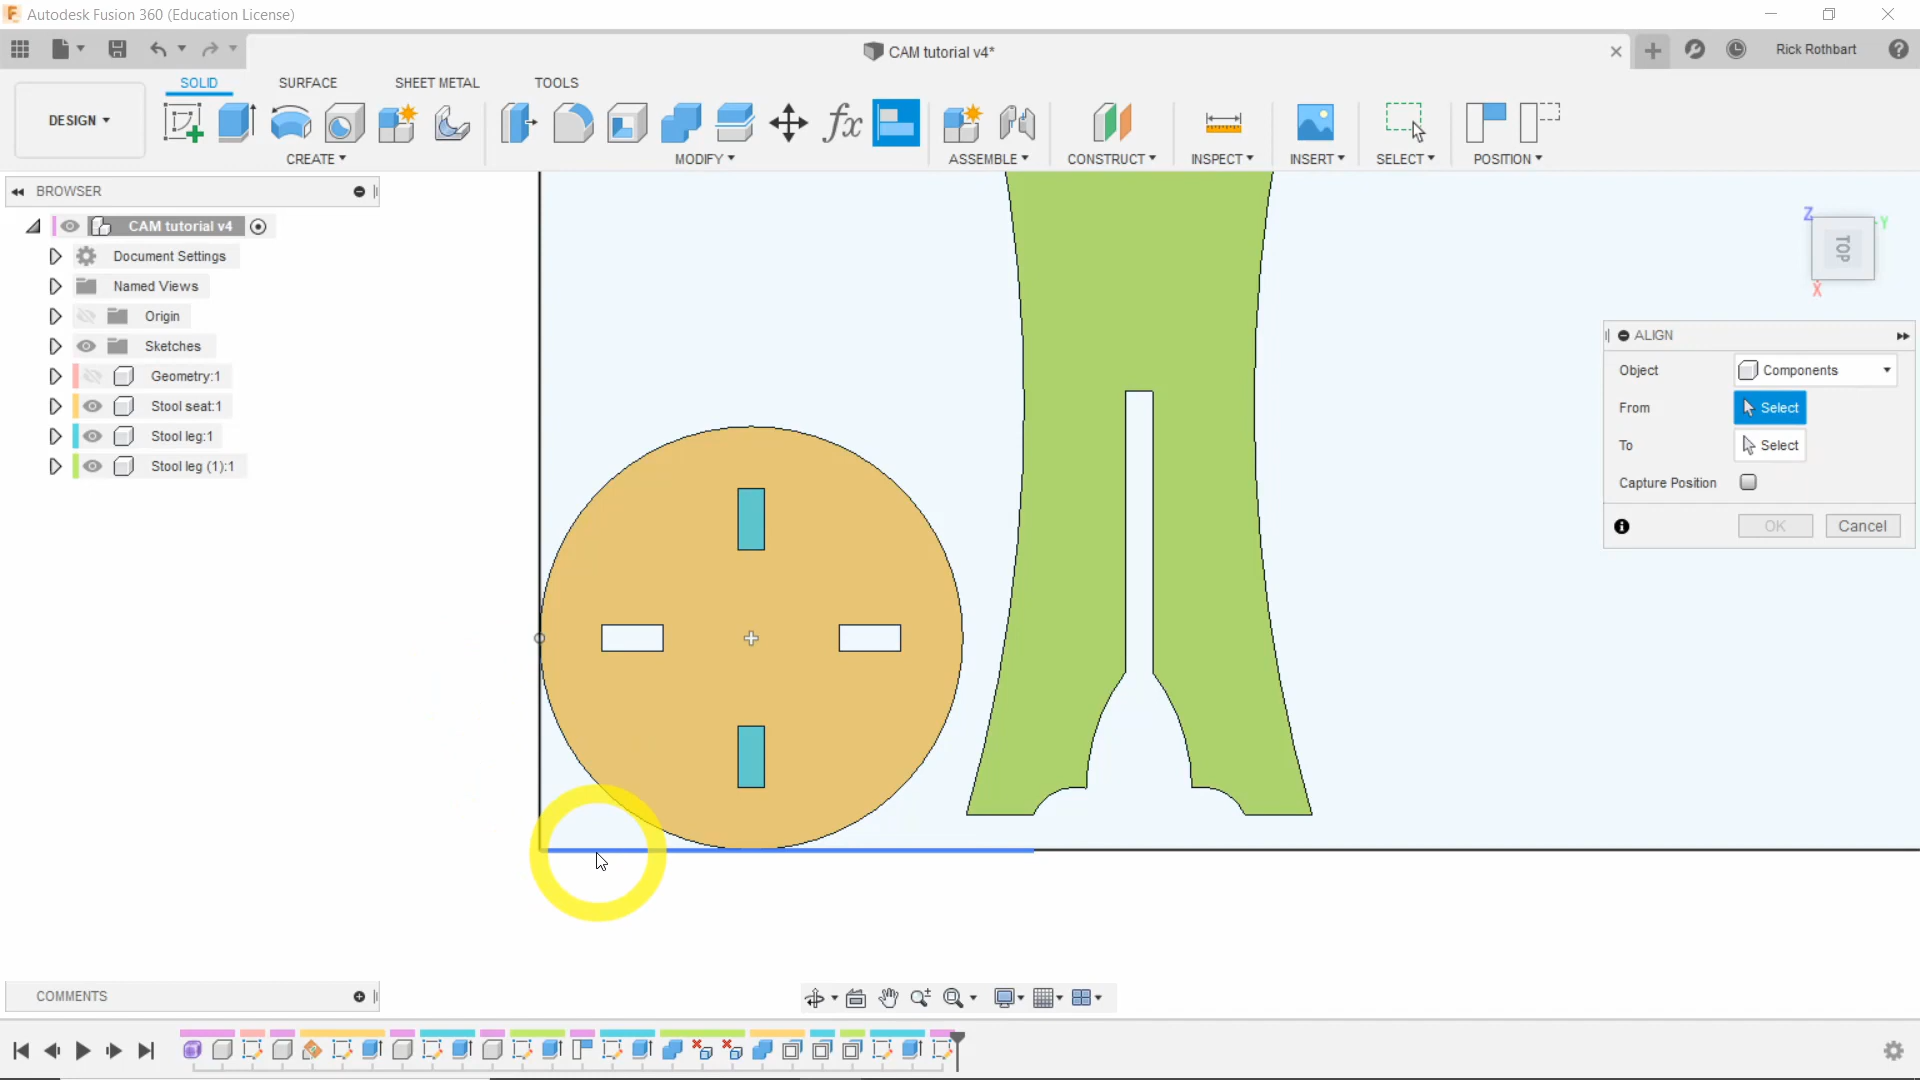 Autodesk Fusion 360 (Education License)
CAM tutorial v4*
Rick Rothbart
SOLID SURFACE SHEET METAL TOOLS
DESIGN
CREATE MODIFY ASSEMBLE CONSTRUCT INSPECT INSERT SELECT POSITION
BROWSER
CAM tutorial v4
Document Settings
Named Views
Origin
Sketches
Geometry:1
Stool seat:1
Stool leg:1
Stool leg (1):1
Z
Y
TOP
X
ALIGN
Object Components
From Select
To Select
Capture Position
OK Cancel
COMMENTS